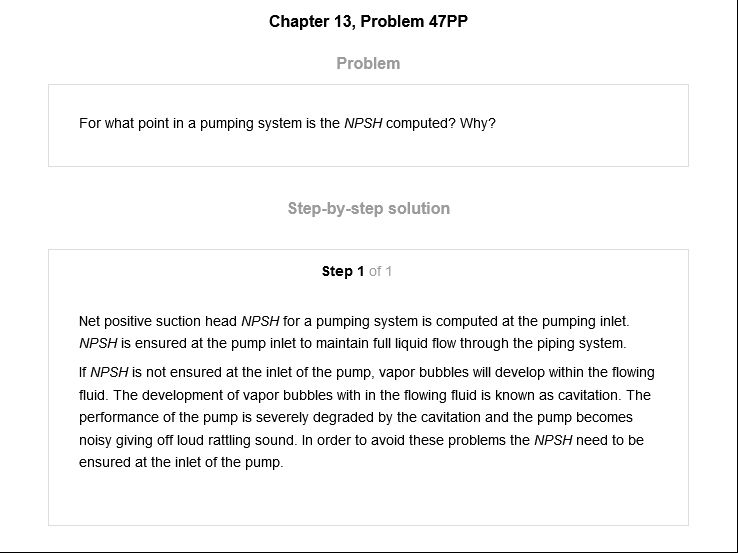 Chapter 13, Problem 47PP
Problem
For what point in a pumping system is the NPSH computed? Why?
Step-by-step solution
Step 1 of 1
Net positive suction head NPSH for a pumping system is computed at the pumping inlet.
NPSH is ensured at the pump inlet to maintain full liquid flow through the piping system.
If NPSH is not ensured at the inlet of the pump, vapor bubbles will develop within the flowing
fluid. The development of vapor bubbles with in the flowing fluid is known as cavitation. The
performance of the pump is severely degraded by the cavitation and the pump becomes
noisy giving off loud rattling sound. In order to avoid these problems the NPSH need to be
ensured at the inlet of the pump.